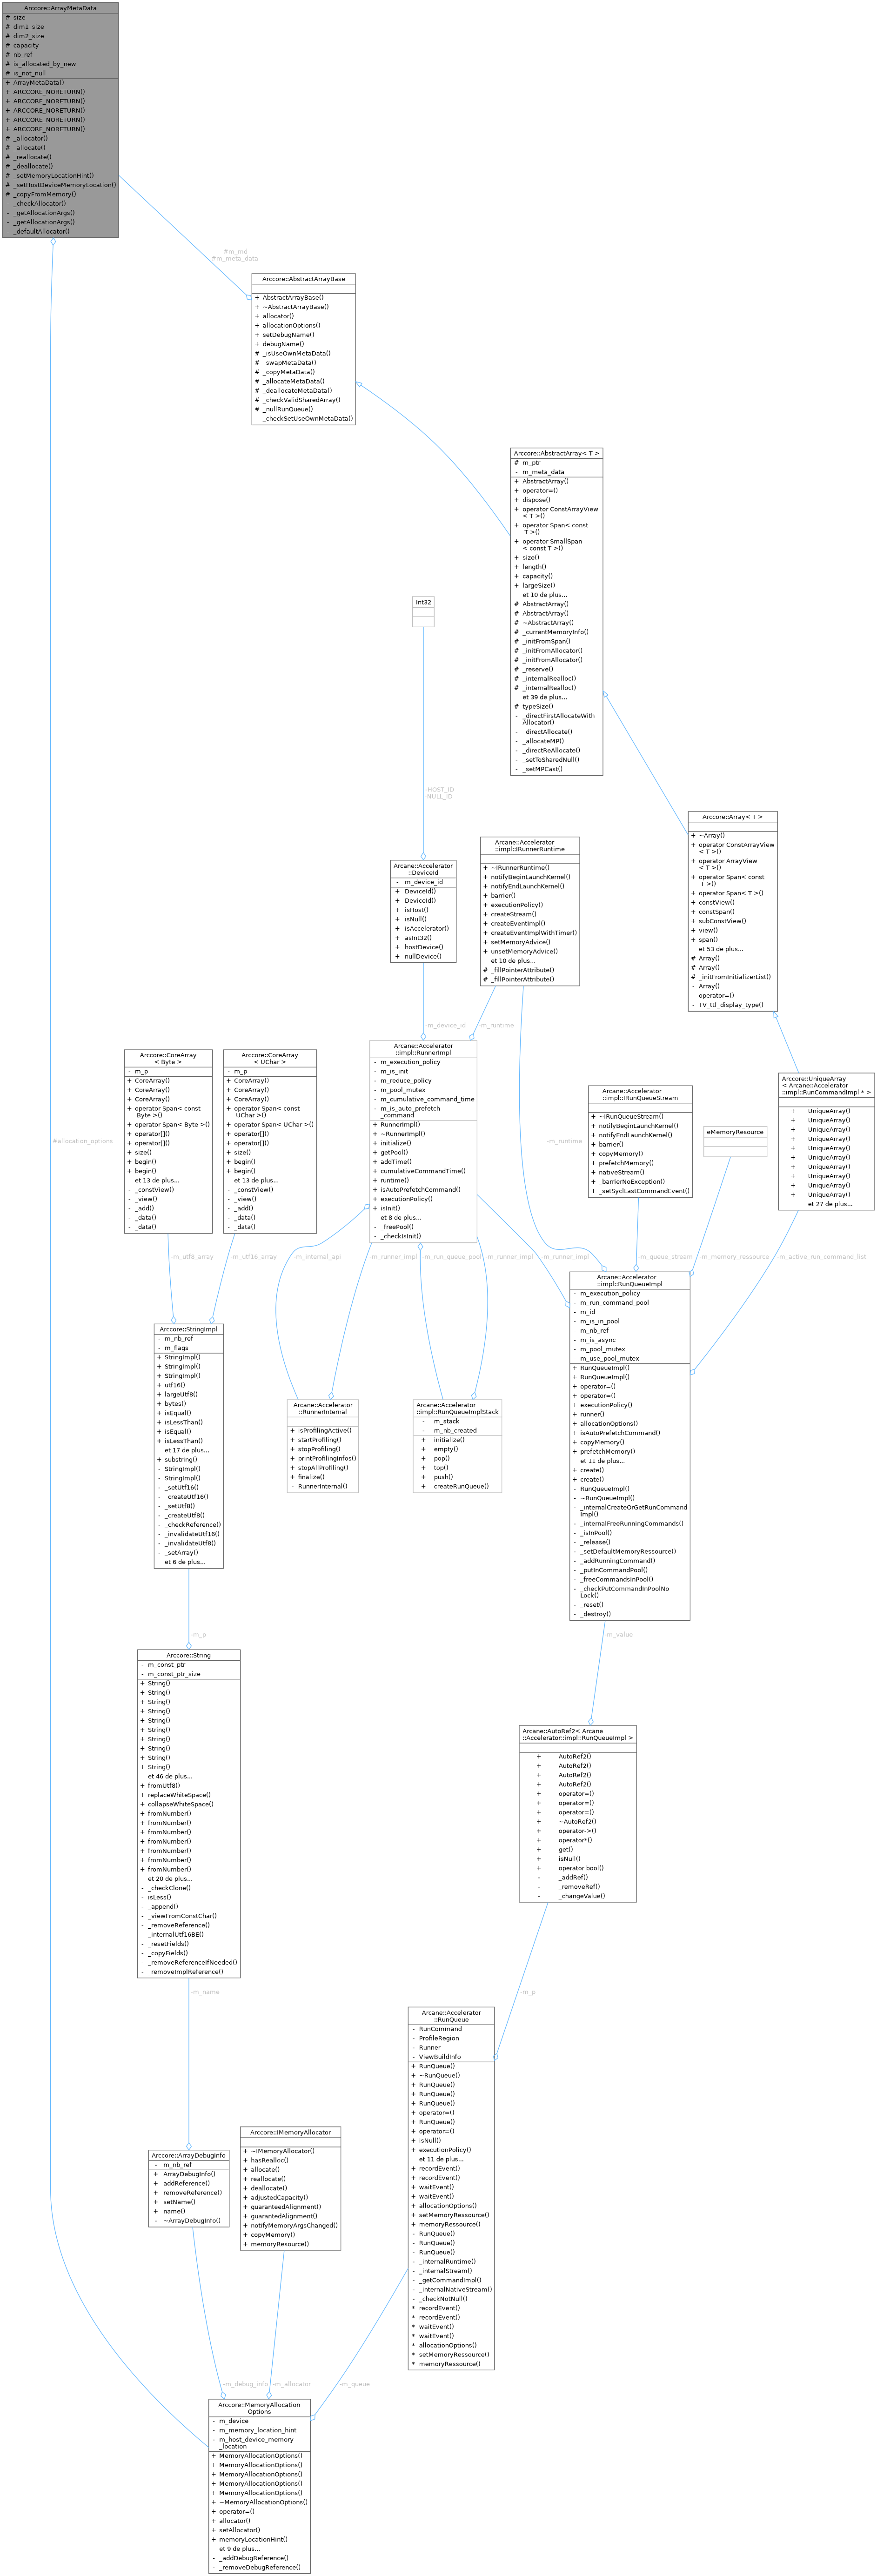 Arccore::ArrayMetaData
# size
# dim1_size
# dim2_size
# capacity
# nb_ref
# is_allocated_by_new
# is_not_null
+ ArrayMetaData()
+ ARCCORE_NORETURN()
+ ARCCORE_NORETURN()
+ ARCCORE_NORETURN()
+ ARCCORE_NORETURN()
+ ARCCORE_NORETURN()
# _allocator()
# _allocate()
# _reallocate()
# _deallocate()
# _setMemoryLocationHint()
# _setHostDeviceMemoryLocation()
# _copyFromMemory()
- _checkAllocator()
- _getAllocationArgs()
- _getAllocationArgs()
- _defaultAllocator()
#m_md
#m_meta_data
Arccore::AbstractArrayBase
+ AbstractArrayBase()
+ ~AbstractArrayBase()
+ allocator()
+ allocationOptions()
+ setDebugName()
+ debugName()
# _isUseOwnMetaData()
# _swapMetaData()
# _copyMetaData()
# _allocateMetaData()
# _deallocateMetaData()
# _checkValidSharedArray()
# _nullRunQueue()
- _checkSetUseOwnMetaData()
Arccore::AbstractArray< T >
# m_ptr
- m_meta_data
+ AbstractArray()
+ operator=()
+ dispose()
+ operator ConstArrayView
< T >()
+ operator Span< const
T >()
+ operator SmallSpan
< const T >()
+ size()
+ length()
+ capacity()
+ largeSize()
et 10 de plus...
# AbstractArray()
# AbstractArray()
# ~AbstractArray()
# _currentMemoryInfo()
# _initFromSpan()
# _initFromAllocator()
# _initFromAllocator()
# _reserve()
# _internalRealloc()
# _internalRealloc()
et 39 de plus...
# typeSize()
- _directFirstAllocateWith
Allocator()
- _directAllocate()
- _allocateMP()
- _directReAllocate()
- _setToSharedNull()
- _setMPCast()
Int32
-HOST_ID
-NULL_ID
Arccore::Array< T >
+ ~Array()
+ operator ConstArrayView
< T >()
+ operator ArrayView
< T >()
+ operator Span< const
T >()
+ operator Span< T >()
+ constView()
+ constSpan()
+ subConstView()
+ view()
+ span()
et 53 de plus...
# Array()
# Array()
# _initFromInitializerList()
- Array()
- operator=()
- TV_ttf_display_type()
Arcane::Accelerator
::DeviceId
- m_device_id
+ DeviceId()
+ DeviceId()
+ isHost()
+ isNull()
+ isAccelerator()
+ asInt32()
+ hostDevice()
+ nullDevice()
Arcane::Accelerator
::impl::IRunnerRuntime
+ ~IRunnerRuntime()
+ notifyBeginLaunchKernel()
+ notifyEndLaunchKernel()
+ barrier()
+ executionPolicy()
+ createStream()
+ createEventImpl()
+ createEventImplWithTimer()
+ setMemoryAdvice()
+ unsetMemoryAdvice()
et 10 de plus...
# _fillPointerAttribute()
# _fillPointerAttribute()
-m_device_id
-m_runtime
Arcane::Accelerator
::impl::RunnerImpl
- m_execution_policy
- m_is_init
- m_reduce_policy
- m_pool_mutex
- m_cumulative_command_time
- m_is_auto_prefetch
_command
+ RunnerImpl()
+ ~RunnerImpl()
+ initialize()
+ getPool()
+ addTime()
+ cumulativeCommandTime()
+ runtime()
+ isAutoPrefetchCommand()
+ executionPolicy()
+ isInit()
et 8 de plus...
- _freePool()
- _checkIsInit()
Arccore::CoreArray
< Byte >
- m_p
+ CoreArray()
+ CoreArray()
+ CoreArray()
+ operator Span< const
Byte >()
+ operator Span< Byte >()
+ operator[]()
+ operator[]()
+ size()
+ begin()
+ begin()
et 13 de plus...
- _constView()
- _view()
- _add()
- _data()
- _data()
Arccore::CoreArray
< UChar >
- m_p
+ CoreArray()
+ CoreArray()
+ CoreArray()
+ operator Span< const
UChar >()
+ operator Span< UChar >()
+ operator[]()
+ operator[]()
+ size()
+ begin()
+ begin()
et 13 de plus...
- _constView()
- _view()
- _add()
- _data()
- _data()
Arcane::Accelerator
::impl::IRunQueueStream
+ ~IRunQueueStream()
+ notifyBeginLaunchKernel()
+ notifyEndLaunchKernel()
+ barrier()
+ copyMemory()
+ prefetchMemory()
+ nativeStream()
+ _barrierNoException()
+ _setSyclLastCommandEvent()
eMemoryResource
Arccore::UniqueArray
< Arcane::Accelerator
::impl::RunCommandImpl * >
+ UniqueArray()
+ UniqueArray()
+ UniqueArray()
+ UniqueArray()
+ UniqueArray()
+ UniqueArray()
+ UniqueArray()
+ UniqueArray()
+ UniqueArray()
+ UniqueArray()
et 27 de plus...
#allocation_options
-m_runtime
-m_utf8_array
-m_utf16_array
-m_internal_api
-m_runner_impl
-m_run_queue_pool
-m_runner_impl
-m_runner_impl
-m_queue_stream
-m_memory_ressource
-m_active_run_command_list
Arcane::Accelerator
::impl::RunQueueImpl
- m_execution_policy
- m_run_command_pool
- m_id
- m_is_in_pool
- m_nb_ref
- m_is_async
- m_pool_mutex
- m_use_pool_mutex
+ RunQueueImpl()
+ RunQueueImpl()
+ operator=()
+ operator=()
+ executionPolicy()
+ runner()
+ allocationOptions()
+ isAutoPrefetchCommand()
+ copyMemory()
+ prefetchMemory()
et 11 de plus...
+ create()
+ create()
- RunQueueImpl()
- ~RunQueueImpl()
- _internalCreateOrGetRunCommand
Impl()
- _internalFreeRunningCommands()
- _isInPool()
- _release()
- _setDefaultMemoryRessource()
- _addRunningCommand()
- _putInCommandPool()
- _freeCommandsInPool()
- _checkPutCommandInPoolNo
Lock()
- _reset()
- _destroy()
Arccore::StringImpl
- m_nb_ref
- m_flags
+ StringImpl()
+ StringImpl()
+ StringImpl()
+ utf16()
+ largeUtf8()
+ bytes()
+ isEqual()
+ isLessThan()
+ isEqual()
+ isLessThan()
et 17 de plus...
+ substring()
- StringImpl()
- StringImpl()
- _setUtf16()
- _createUtf16()
- _setUtf8()
- _createUtf8()
- _checkReference()
- _invalidateUtf16()
- _invalidateUtf8()
- _setArray()
et 6 de plus...
Arcane::Accelerator
::RunnerInternal
+ isProfilingActive()
+ startProfiling()
+ stopProfiling()
+ printProfilingInfos()
+ stopAllProfiling()
+ finalize()
- RunnerInternal()
Arcane::Accelerator
::impl::RunQueueImplStack
- m_stack
- m_nb_created
+ initialize()
+ empty()
+ pop()
+ top()
+ push()
+ createRunQueue()
-m_p
-m_value
Arccore::String
- m_const_ptr
- m_const_ptr_size
+ String()
+ String()
+ String()
+ String()
+ String()
+ String()
+ String()
+ String()
+ String()
+ String()
et 46 de plus...
+ fromUtf8()
+ replaceWhiteSpace()
+ collapseWhiteSpace()
+ fromNumber()
+ fromNumber()
+ fromNumber()
+ fromNumber()
+ fromNumber()
+ fromNumber()
+ fromNumber()
et 20 de plus...
- _checkClone()
- isLess()
- _append()
- _viewFromConstChar()
- _removeReference()
- _internalUtf16BE()
- _resetFields()
- _copyFields()
- _removeReferenceIfNeeded()
- _removeImplReference()
Arcane::AutoRef2< Arcane
::Accelerator::impl::RunQueueImpl >
+ AutoRef2()
+ AutoRef2()
+ AutoRef2()
+ AutoRef2()
+ operator=()
+ operator=()
+ operator=()
+ ~AutoRef2()
+ operator->()
+ operator*()
+ get()
+ isNull()
+ operator bool()
- _addRef()
- _removeRef()
- _changeValue()
-m_name
-m_p
Arcane::Accelerator
::RunQueue
- RunCommand
- ProfileRegion
- Runner
- ViewBuildInfo
+ RunQueue()
+ ~RunQueue()
+ RunQueue()
+ RunQueue()
+ RunQueue()
+ operator=()
+ RunQueue()
+ operator=()
+ isNull()
+ executionPolicy()
et 11 de plus...
+ recordEvent()
+ recordEvent()
+ waitEvent()
+ waitEvent()
+ allocationOptions()
+ setMemoryRessource()
+ memoryRessource()
- RunQueue()
- RunQueue()
- RunQueue()
- _internalRuntime()
- _internalStream()
- _getCommandImpl()
- _internalNativeStream()
- _checkNotNull()
* recordEvent()
* recordEvent()
* waitEvent()
* waitEvent()
* allocationOptions()
* setMemoryRessource()
* memoryRessource()
Arccore::ArrayDebugInfo
- m_nb_ref
+ ArrayDebugInfo()
+ addReference()
+ removeReference()
+ setName()
+ name()
- ~ArrayDebugInfo()
Arccore::IMemoryAllocator
+ ~IMemoryAllocator()
+ hasRealloc()
+ allocate()
+ reallocate()
+ deallocate()
+ adjustedCapacity()
+ guaranteedAlignment()
+ guarantedAlignment()
+ notifyMemoryArgsChanged()
+ copyMemory()
+ memoryResource()
-m_debug_info
-m_allocator
-m_queue
Arccore::MemoryAllocation
Options
- m_device
- m_memory_location_hint
- m_host_device_memory
_location
+ MemoryAllocationOptions()
+ MemoryAllocationOptions()
+ MemoryAllocationOptions()
+ MemoryAllocationOptions()
+ MemoryAllocationOptions()
+ ~MemoryAllocationOptions()
+ operator=()
+ allocator()
+ setAllocator()
+ memoryLocationHint()
et 9 de plus...
- _addDebugReference()
- _removeDebugReference()